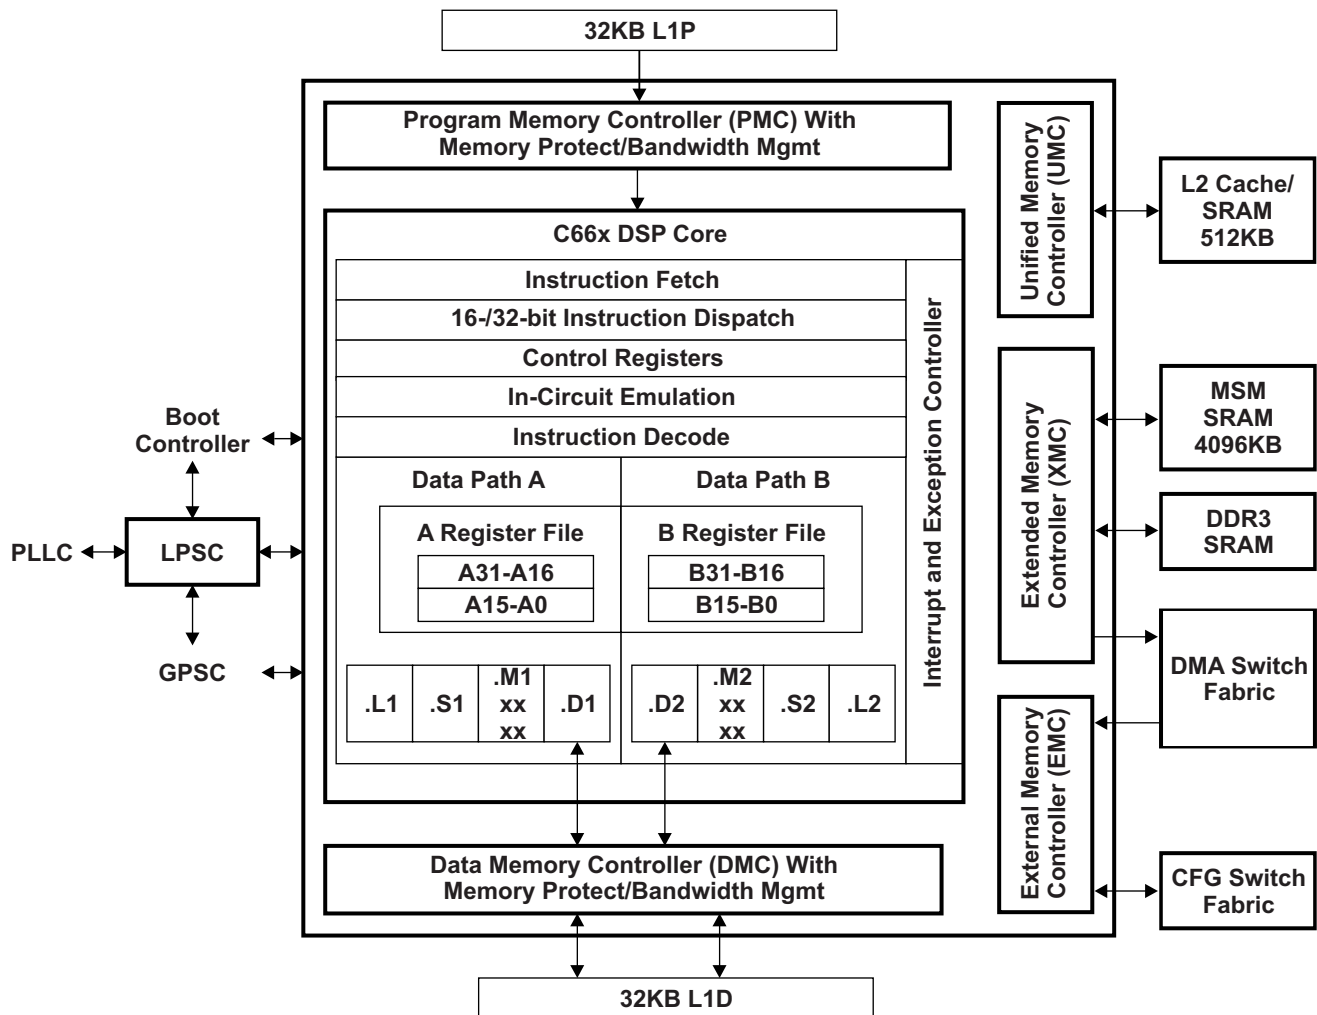 32KB L1P
Program Memory Controller (PMC) With
Memory Protect/Bandwidth Mgmt
C66x DSP Core
Instruction Fetch
16-/32-bit Instruction Dispatch
Control Registers
In-Circuit Emulation
Instruction Decode
Interrupt and Exception Controller
Data Path A
Data Path B
A Register File
B Register File
A31-A16
A15-A0
B31-B16
B15-B0
.L1
.S1
.M1
xx
xx
.D1
.D2
.M2
xx
xx
.S2
.L2
Data Memory Controller (DMC) With
Memory Protect/Bandwidth Mgmt
32KB L1D
Boot
Controller
PLLC
LPSC
GPSC
Unified Memory
Controller (UMC)
Extended Memory
Controller (XMC)
External Memory
Controller (EMC)
L2 Cache/
SRAM
512KB
MSM
SRAM
4096KB
DDR3
SRAM
DMA Switch
Fabric
CFG Switch
Fabric